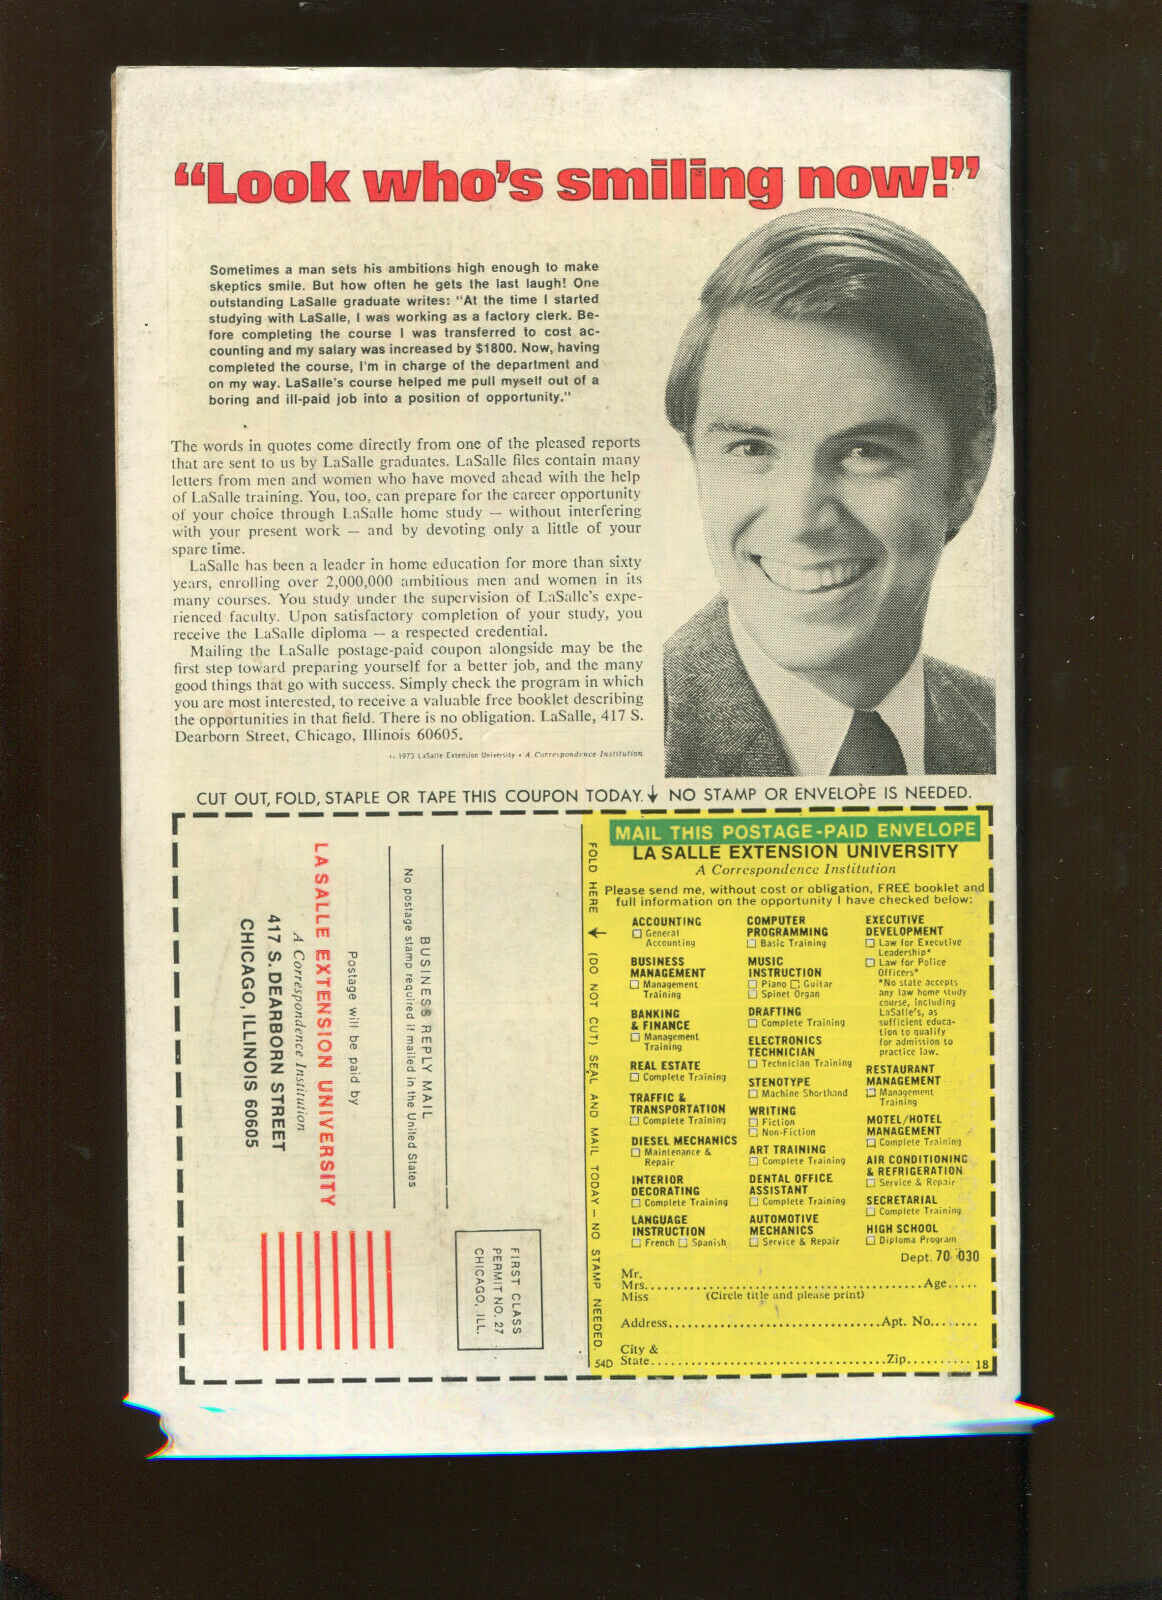 “Look who’s smiling now!”
Sometimes a man sets his ambitions high enough to make
skeptics smile. But how often he gets the last laugh! One
outstanding LaSalle graduate writes: “At the time I started
studying with LaSalle, I was working as a factory clerk. Be-
fore completing the course I was transferred to cost ac-
counting and my salary was increased by $1800. Now, having
completed the course, I’m in charge of the department and
on my way. LaSalle’s course helped me pull myself out of a
boring and ill-paid job into a position of opportunity.”
The words in quotes come directly from one of the pleased reports
that are sent to us by LaSalle graduates. LaSalle files contain many
letters from men and women who have moved ahead with the help
of LaSalle training. You, too, can prepare for the career opportunity
of your choice through LaSalle home study — without interfering
with your present work — and by devoting only a little of your
spare time.
LaSalle has been a leader in home education for more than sixty
years, enrolling over 2,000,000 ambitious men and women in its
many courses. You study under the supervision of LaSalle’s expe-
rienced faculty. Upon satisfactory completion of your study, you
receive the LaSalle diploma — a respected credential.
Mailing the LaSalle postage-paid coupon alongside may be the
first step toward preparing yourself for a better job, and the many
good things that go with success. Simply check the program in which
you are most interested, to receive a valuable free booklet describing
the opportunities in that field. There is no obligation. LaSalle, 417 S.
Dearborn Street, Chicago, Illinois 60605.
© 1973 LaSalle Extension University • A Correspondence Institution
CUT OUT, FOLD, STAPLE OR TAPE THIS COUPON TODAY. ↓ NO STAMP OR ENVELOPE IS NEEDED.
FIRST CLASS
PERMIT NO. 27
CHICAGO, ILL.
BUSINESS REPLY MAIL
No postage stamp required if mailed in the United States
Postage will be paid by
LA SALLE EXTENSION UNIVERSITY
A Correspondence Institution
417 S. DEARBORN STREET
CHICAGO, ILLINOIS 60605
FOLD HERE ← (DO NOT CUT) SEAL AND MAIL TODAY — NO STAMP NEEDED.
MAIL THIS POSTAGE-PAID ENVELOPE
LA SALLE EXTENSION UNIVERSITY
A Correspondence Institution
Please send me, without cost or obligation, FREE booklet and
full information on the opportunity I have checked below:
ACCOUNTING
☐ General
Accounting
BUSINESS
MANAGEMENT
☐ Management
Training
BANKING
& FINANCE
☐ Management
Training
REAL ESTATE
☐ Complete Training
TRAFFIC &
TRANSPORTATION
☐ Complete Training
DIESEL MECHANICS
☐ Maintenance &
Repair
INTERIOR
DECORATING
☐ Complete Training
LANGUAGE
INSTRUCTION
☐ French ☐ Spanish
COMPUTER
PROGRAMMING
☐ Basic Training
MUSIC
INSTRUCTION
☐ Piano ☐ Guitar
☐ Spinet Organ
DRAFTING
☐ Complete Training
ELECTRONICS
TECHNICIAN
☐ Technician Training
STENOTYPE
☐ Machine Shorthand
WRITING
☐ Fiction
☐ Non-Fiction
ART TRAINING
☐ Complete Training
DENTAL OFFICE
ASSISTANT
☐ Complete Training
AUTOMOTIVE
MECHANICS
☐ Service & Repair
EXECUTIVE
DEVELOPMENT
☐ Law for Executive
Leadership*
☐ Law for Police
Officers*
*No state accepts
any law home study
course, including
LaSalle’s, as
sufficient educa-
tion to qualify
for admission to
practice law.
RESTAURANT
MANAGEMENT
☐ Management
Training
MOTEL/HOTEL
MANAGEMENT
☐ Complete Training
AIR CONDITIONING
& REFRIGERATION
☐ Service & Repair
SECRETARIAL
☐ Complete Training
HIGH SCHOOL
☐ Diploma Program
Dept. 70 030
Mr.
Mrs. Age
Miss (Circle title and please print)
Address Apt. No.
City &
State Zip
54D
18